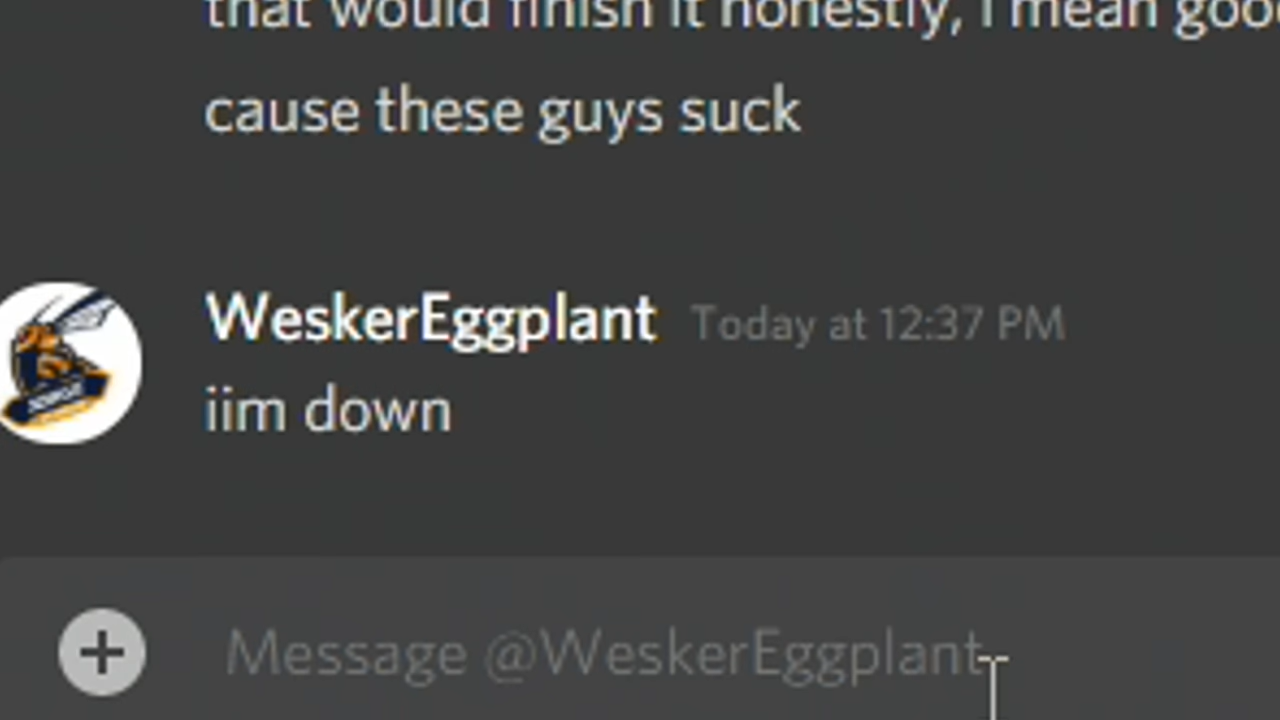 that would finish it honestly, i mean
cause these guys suck
WeskerEggplant Today at 12:37 PM
iim down
Message @WeskerEggplant